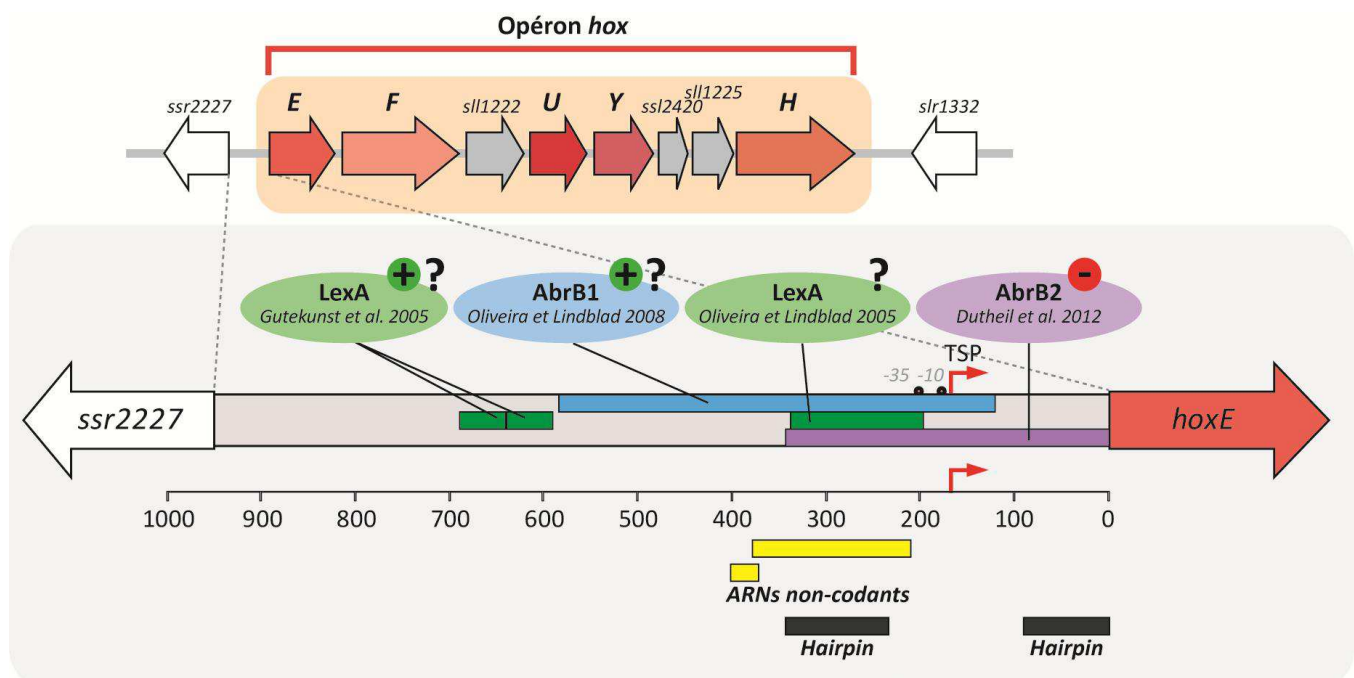 Opéron hox
ssr2227
E
F
sll1222
U
Y
ssl2420
sll1225
H
slr1332
+ ?
+ ?
?
-
LexA
Gutekunst et al. 2005
AbrB1
Oliveira et Lindblad 2008
LexA
Oliveira et Lindblad 2005
AbrB2
Dutheil et al. 2012
TSP
-35 -10
ssr2227
hoxE
1000 900 800 700 600 500 400 300 200 100 0
ARNs non-codants
Hairpin
Hairpin